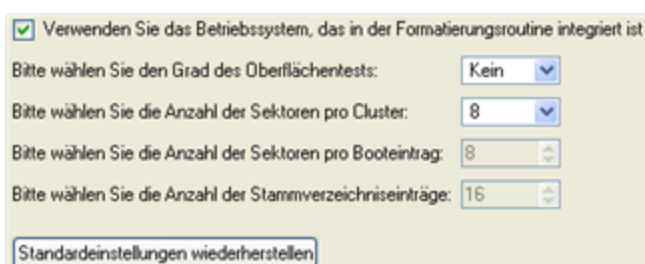 Verwenden Sie das Betriebssystem, das in der Formatierungsroutine integriert ist
Bitte wählen Sie den Grad des Oberflächentests: Kein
Bitte wählen Sie die Anzahl der Sektoren pro Cluster: 8
Bitte wählen Sie die Anzahl der Sektoren pro Booteintrag: 8
Bitte wählen Sie die Anzahl der Stammverzeichniseinträge: 16
Standardeinstellungen wiederherstellen